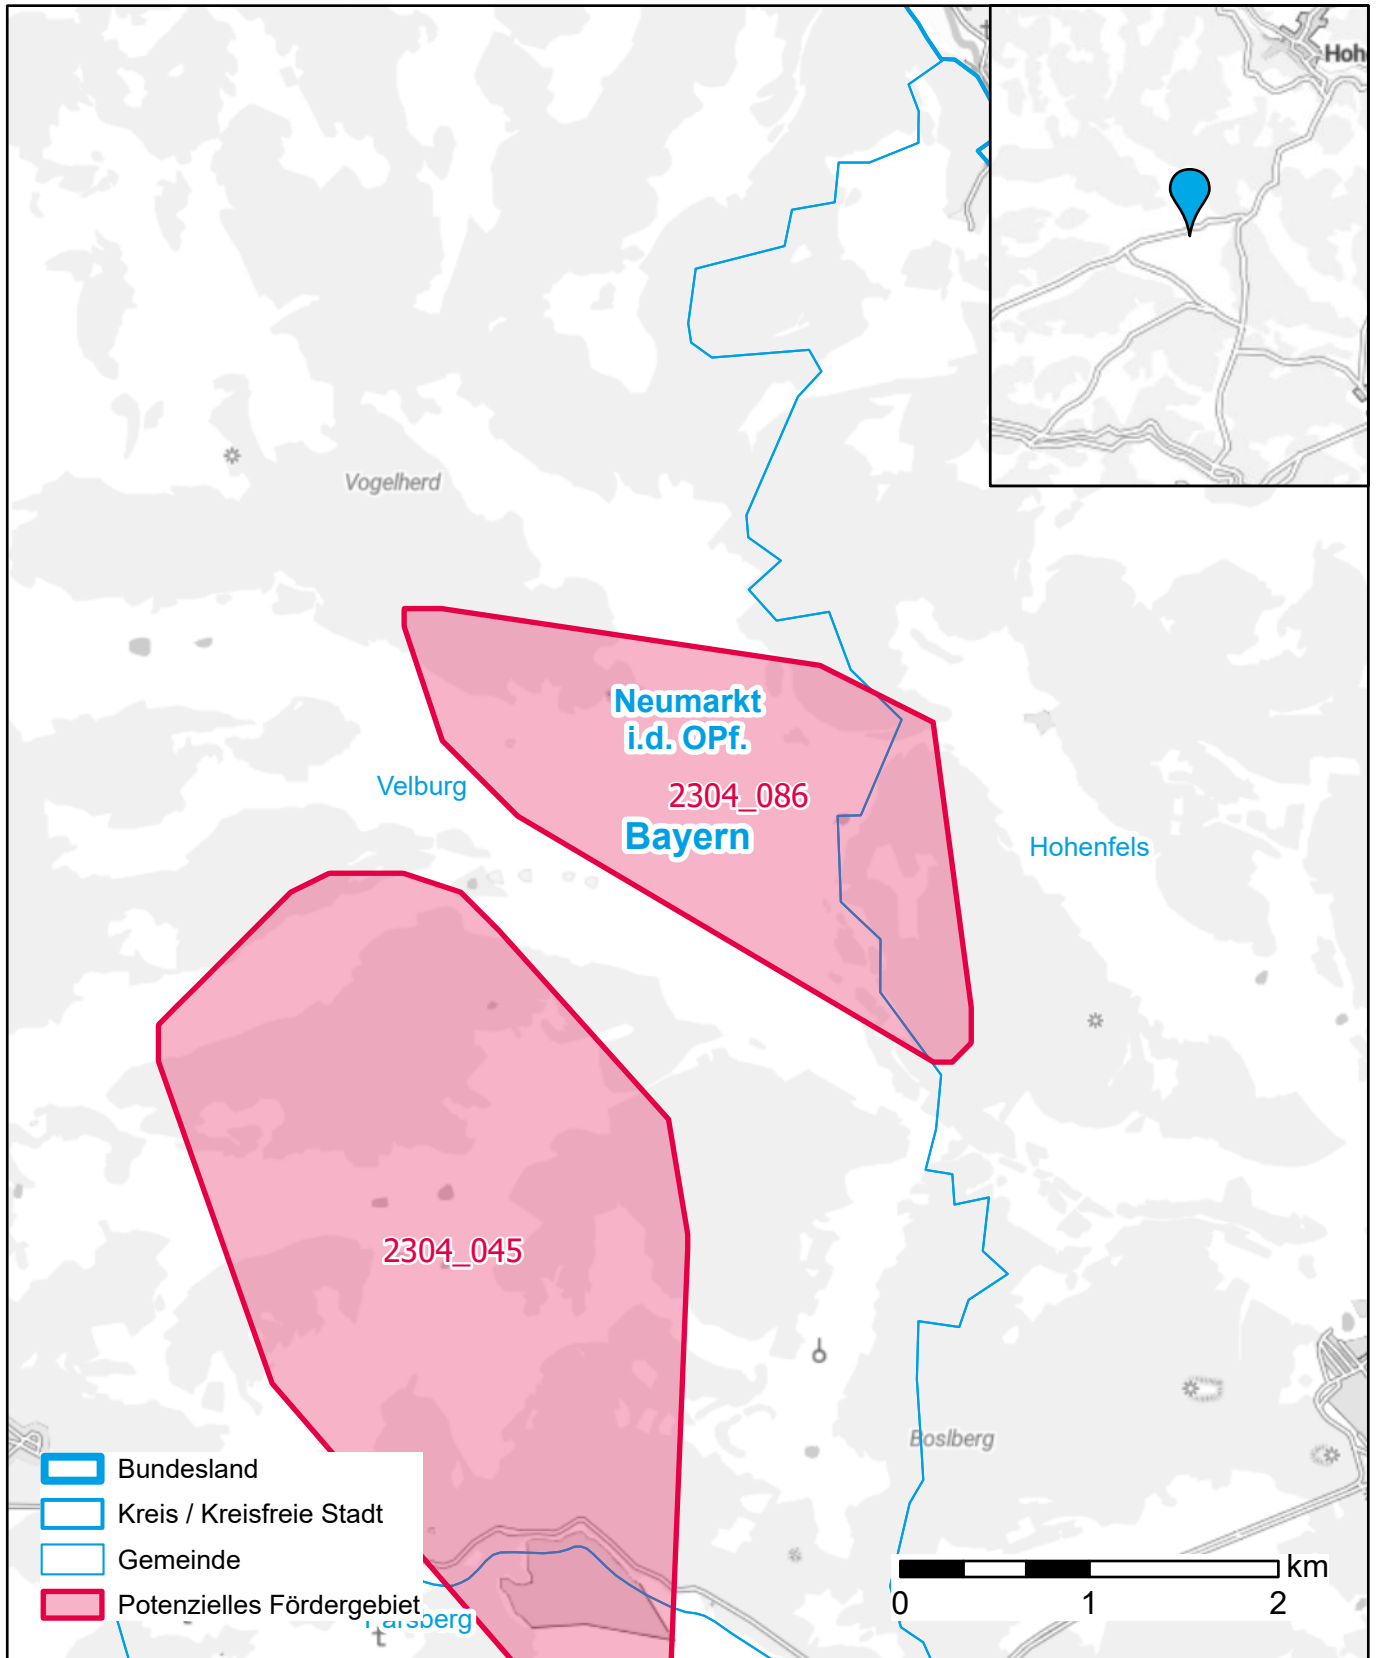 Hoh
Vogelherd
Neumarkt
i.d. OPf.
Velburg
2304_086
Bayern
Hohenfels
2304_045
Boslberg
Bundesland
Kreis / Kreisfreie Stadt
Gemeinde
Potenzielles Fördergebiet
Parsberg
km
0 1 2